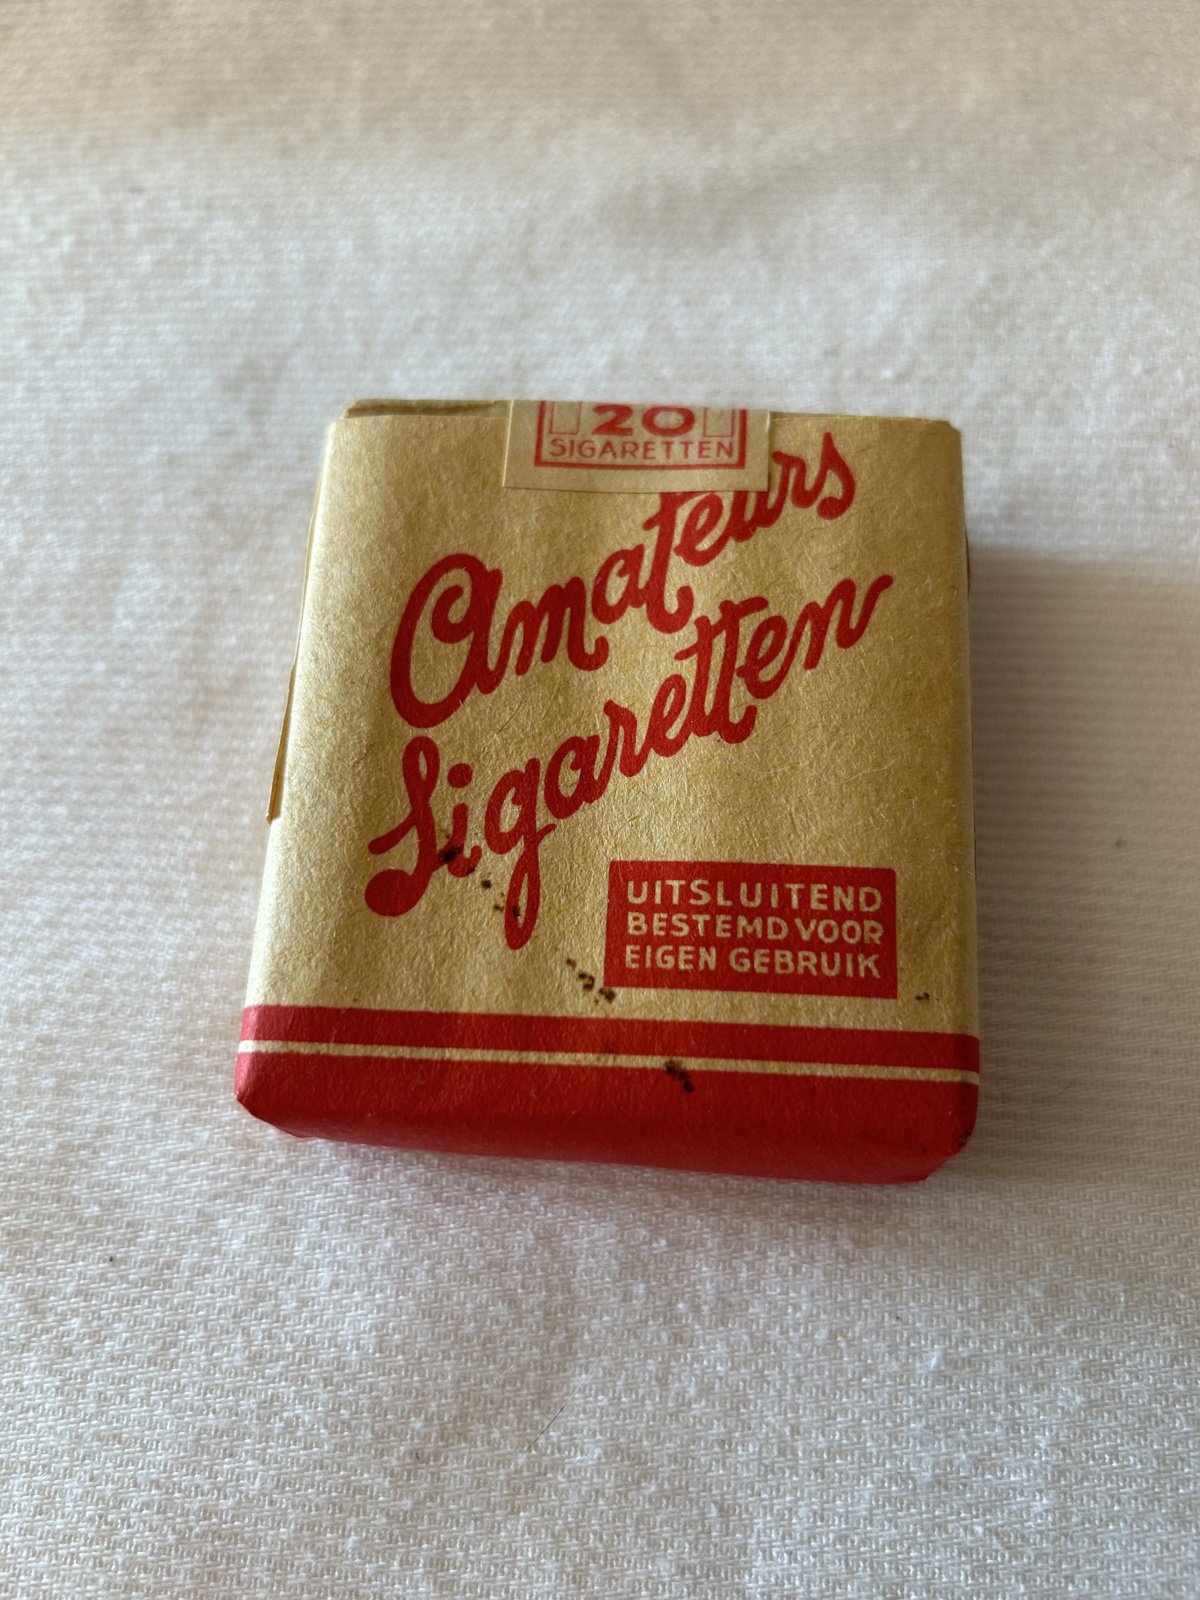 20
SIGARETTEN
Amateurs
Sigaretten
UITSLUITEND
BESTEMD VOOR
EIGEN GEBRUIK